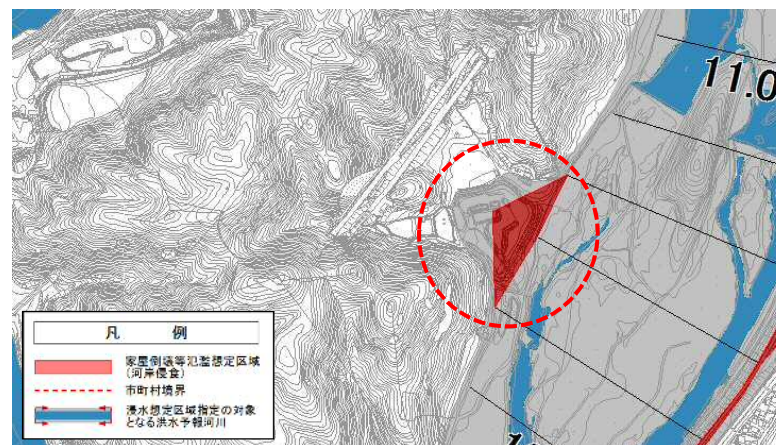 11.0
凡 例
家屋倒壊等氾濫想定区域
(河岸侵食)
市町村境界
浸水想定区域指定の対象
となる洪水予報河川